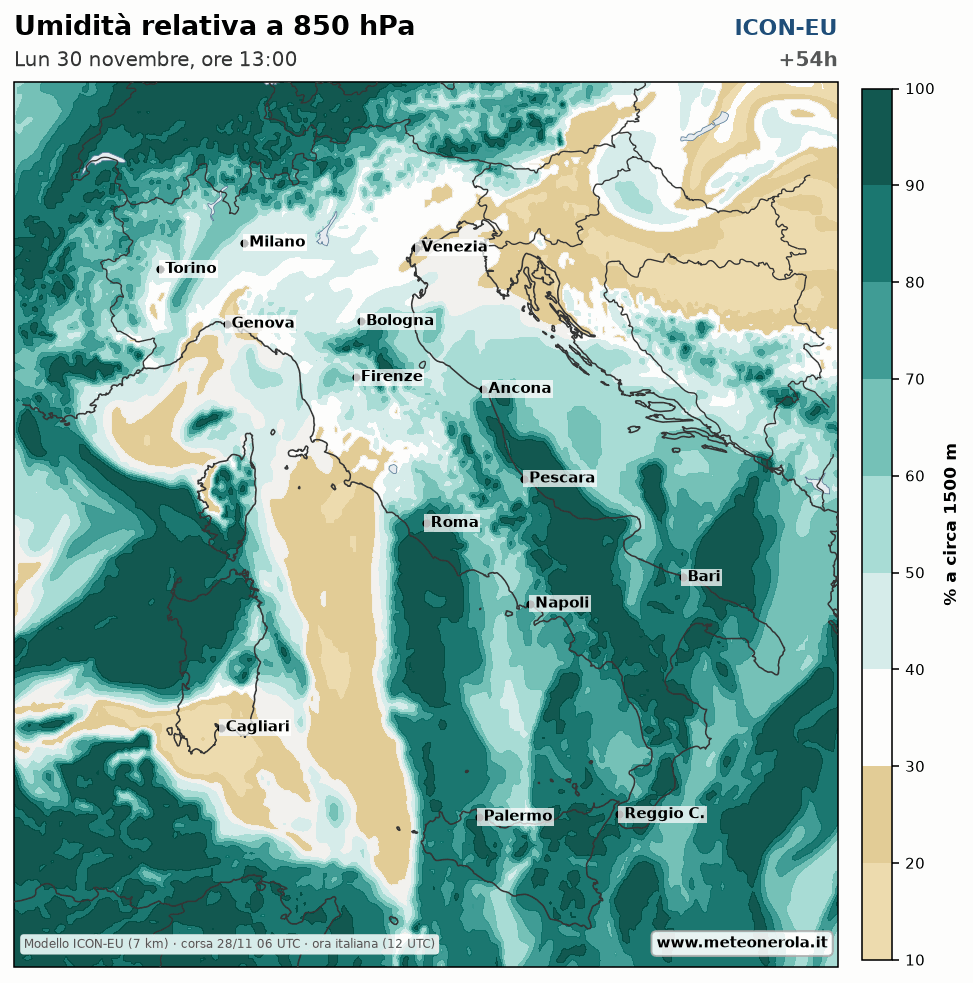 Umidità relativa a 850 hPa
ICON-EU
Lun 30 novembre, ore 13:00
+54h
100
90
80
70
60
50
40
30
20
10
% a circa 1500 m
Milano
Venezia
Torino
Genova
Bologna
Firenze
Ancona
Pescara
Roma
Bari
Napoli
Cagliari
Palermo
Reggio C.
Modello ICON-EU (7 km) · corsa 28/11 06 UTC · ora italiana (12 UTC)
www.meteonerola.it